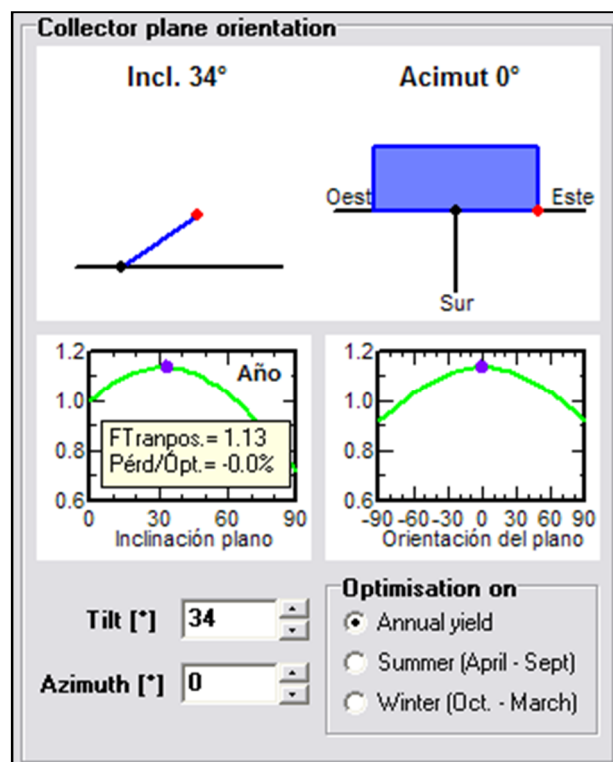 Collector plane orientation
Incl. 34°
Acimut 0°
Oest
Este
Sur
1.2
1.0
0.8
0.6
Año
FTranpos.= 1.13
Pérd/Ópt.= -0.0%
0 30 60 90
Inclinación plano
1.2
1.0
0.8
0.6
-90 -60 -30 0 30 60 90
Orientación del plano
Tilt [°] 34
Azimuth [°] 0
Optimisation on
Annual yield
Summer (April - Sept)
Winter (Oct. - March)